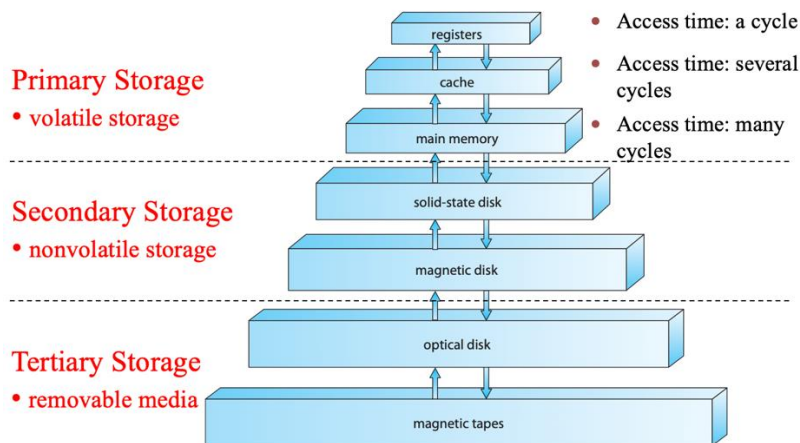 registers
• Access time: a cycle
Primary Storage
• volatile storage
cache
• Access time: several
cycles
main memory
• Access time: many
cycles
Secondary Storage
• nonvolatile storage
solid-state disk
magnetic disk
Tertiary Storage
• removable media
optical disk
magnetic tapes